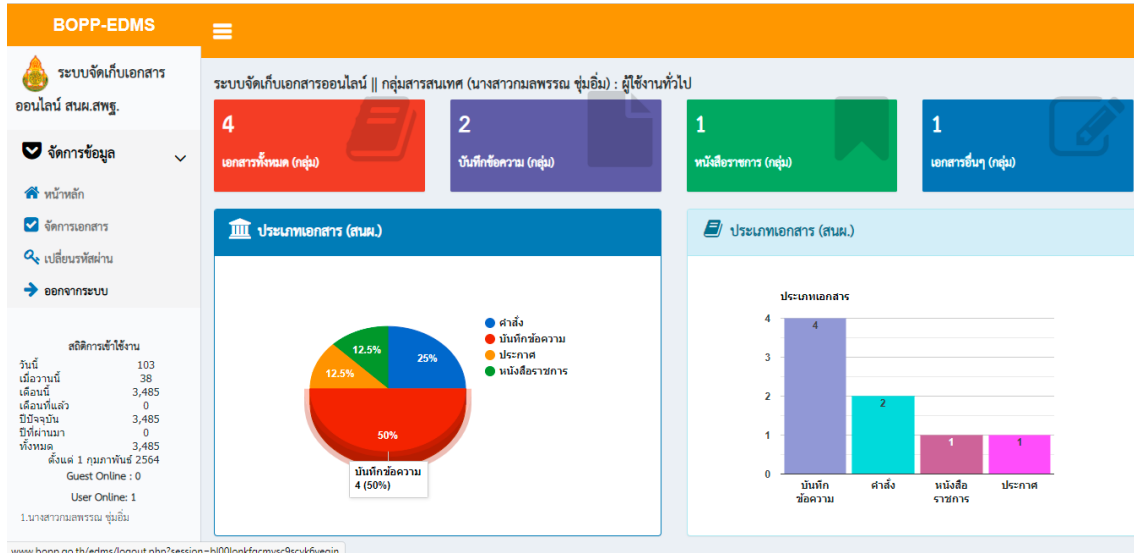 BOPP-EDMS
ระบบจัดเก็บเอกสาร
ออนไลน์ สนผ.สพฐ.
จัดการข้อมูล
หน้าหลัก
จัดการเอกสาร
เปลี่ยนรหัสผ่าน
ออกจากระบบ
สถิติการเข้าใช้งาน
วันนี้ 103
เมื่อวานนี้ 38
เดือนนี้ 3,485
เดือนที่แล้ว 0
ปีปัจจุบัน 3,485
ปีที่ผ่านมา 0
ทั้งหมด 3,485
ตั้งแต่ 1 กุมภาพันธ์ 2564
Guest Online : 0
User Online: 1
1.นางสาวกมลพรรณ ชุ่มอิ่ม
ระบบจัดเก็บเอกสารออนไลน์ || กลุ่มสารสนเทศ (นางสาวกมลพรรณ ชุ่มอิ่ม) : ผู้ใช้งานทั่วไป
4
เอกสารทั้งหมด (กลุ่ม)
2
บันทึกข้อความ (กลุ่ม)
1
หนังสือราชการ (กลุ่ม)
1
เอกสารอื่นๆ (กลุ่ม)
ประเภทเอกสาร (สนผ.)
12.5%
25%
12.5%
50%
คำสั่ง
บันทึกข้อความ
ประกาศ
หนังสือราชการ
บันทึกข้อความ
4 (50%)
ประเภทเอกสาร (สนผ.)
ประเภทเอกสาร
4
3
2
1
0
4
2
1
1
บันทึก
ข้อความ
คำสั่ง
หนังสือ
ราชการ
ประกาศ